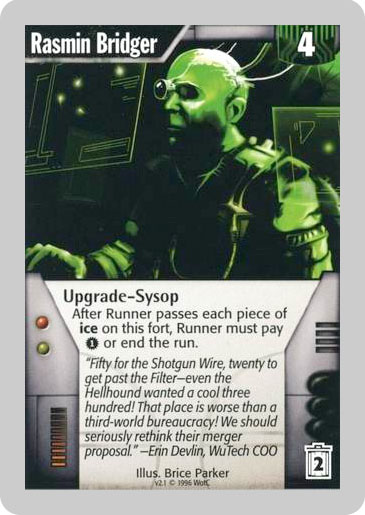 Rasmin Bridger
4
Upgrade-Sysop
After Runner passes each piece of
ice on this fort, Runner must pay
1 or end the run.
"Fifty for the Shotgun Wire, twenty to
get past the Filter–even the
Hellhound wanted a cool three
hundred! That place is worse than a
third-world bureaucracy! We should
seriously rethink their merger
proposal." –Erin Devlin, WuTech COO
2
Illus. Brice Parker
v2.1 © 1996 WotC